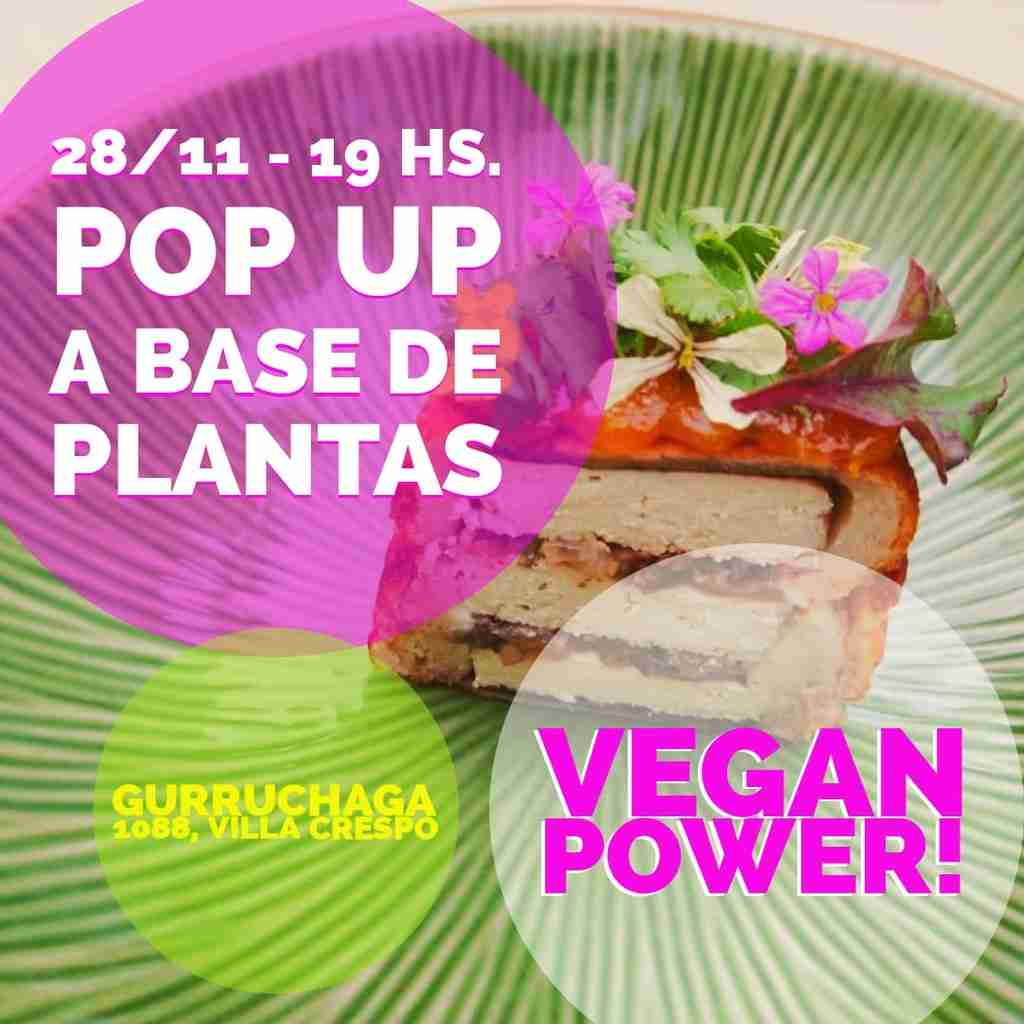 28/11 - 19 HS.
POP UP
A BASE DE
PLANTAS
GURRUCHAGA
1088, VILLA CRESPO
VEGAN
POWER!